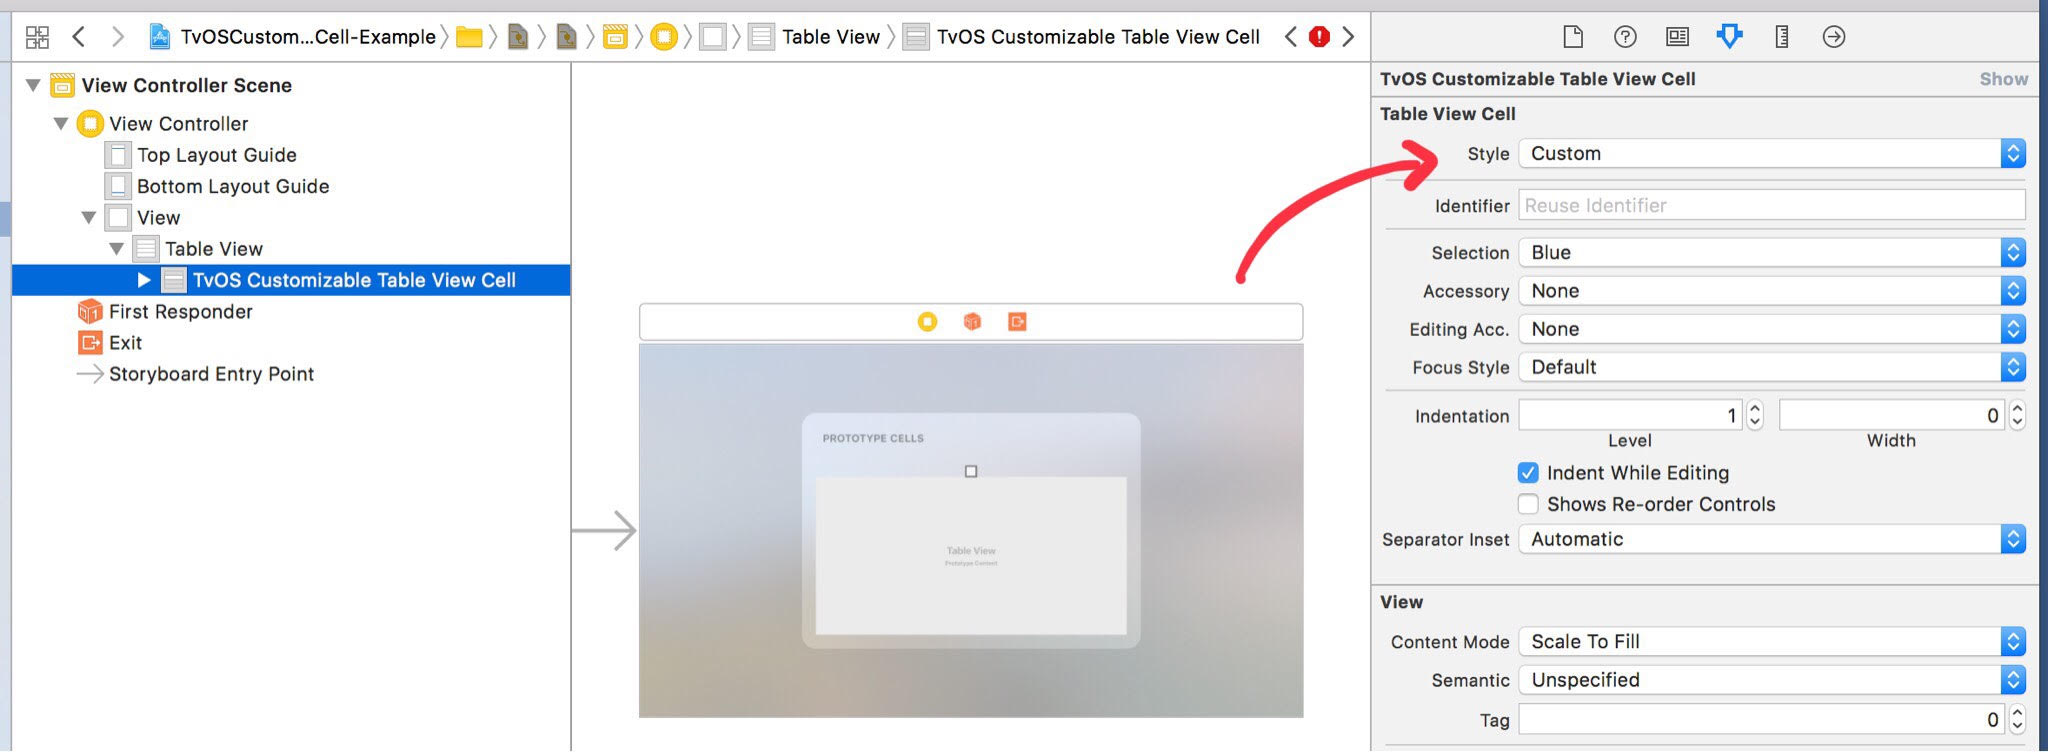 TvOSCustom...Cell-Example
Table View
TvOS Customizable Table View Cell
View Controller Scene
View Controller
Top Layout Guide
Bottom Layout Guide
View
Table View
TvOS Customizable Table View Cell
First Responder
Exit
Storyboard Entry Point
PROTOTYPE CELLS
Table View
Prototype Content
TvOS Customizable Table View Cell Show
Table View Cell
Style Custom
Identifier Reuse Identifier
Selection Blue
Accessory None
Editing Acc. None
Focus Style Default
Indentation 1 0
Level Width
Indent While Editing
Shows Re-order Controls
Separator Inset Automatic
View
Content Mode Scale To Fill
Semantic Unspecified
Tag 0